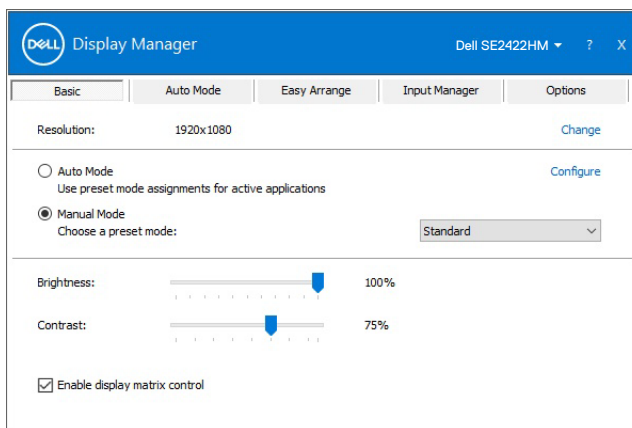 DELL Display Manager Dell SE2422HM ? X
Basic Auto Mode Easy Arrange Input Manager Options
Resolution: 1920x1080 Change
Auto Mode Configure
Use preset mode assignments for active applications
Manual Mode
Choose a preset mode: Standard
Brightness: 100%
Contrast: 75%
Enable display matrix control